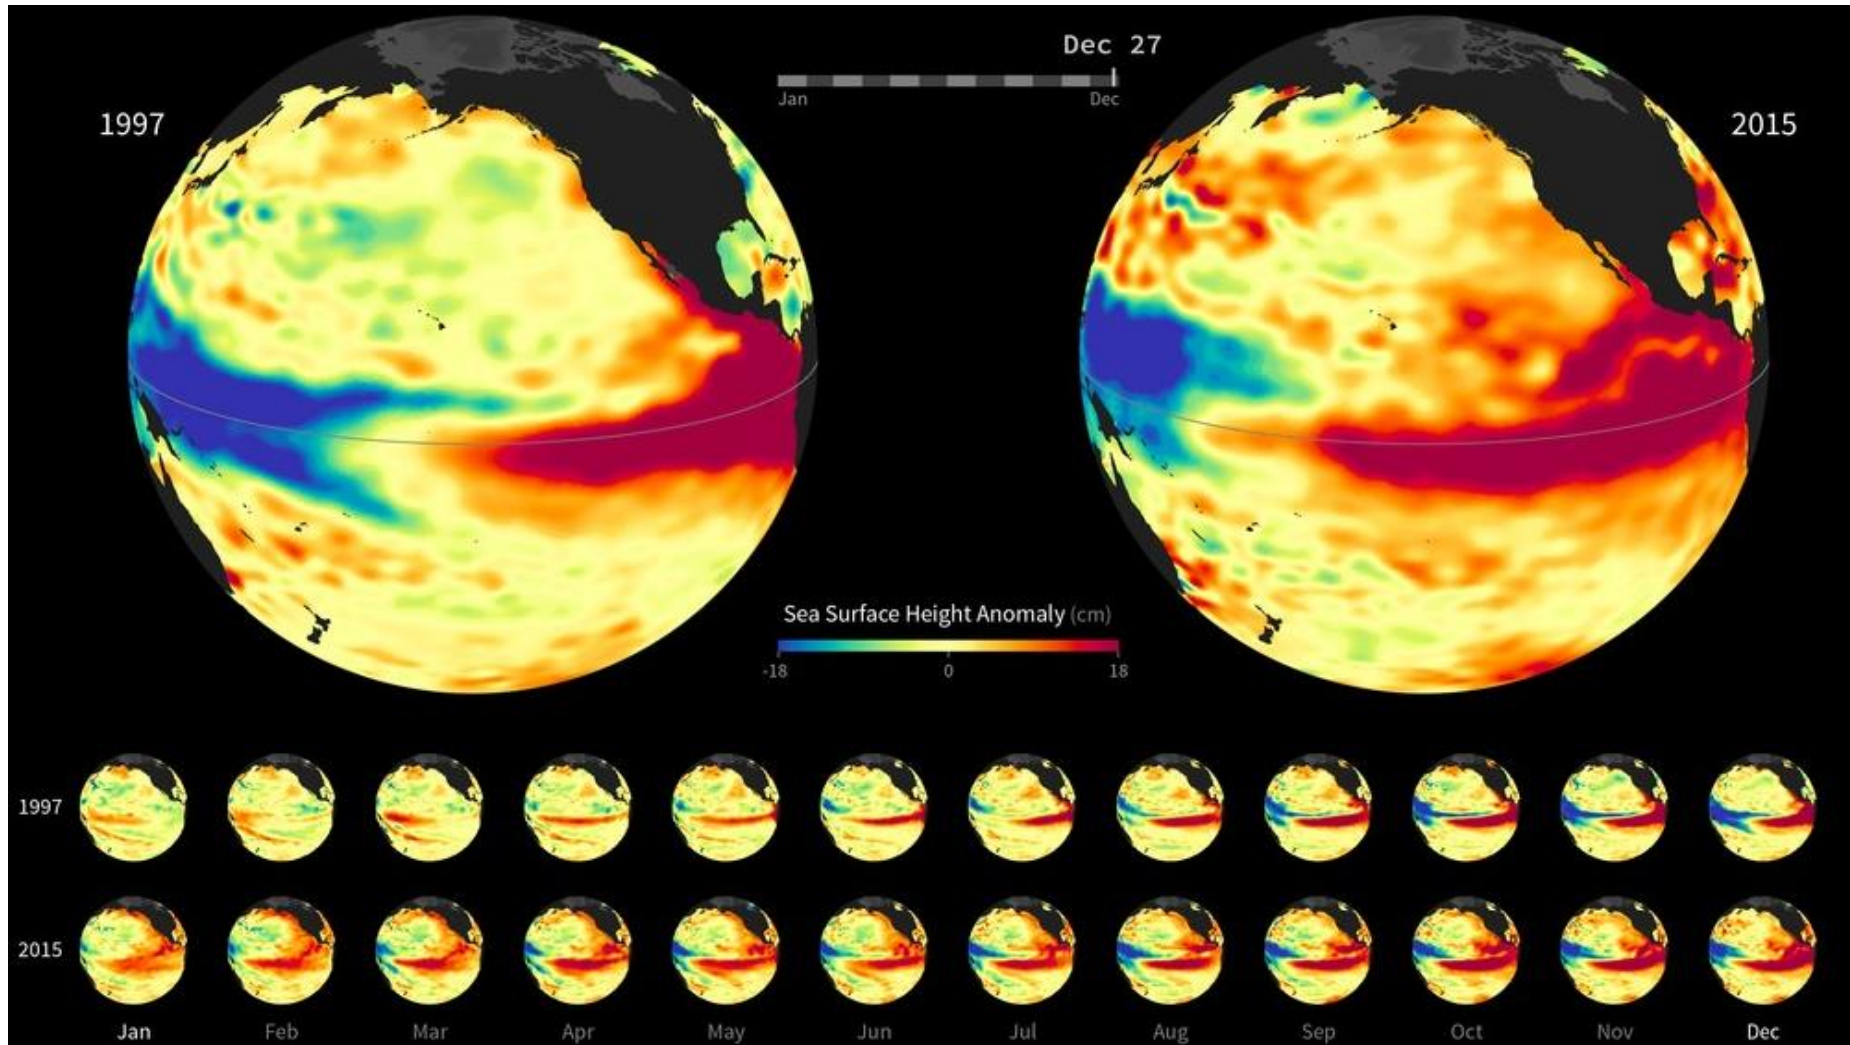 Dec 27
Jan Dec
1997
2015
Sea Surface Height Anomaly (cm)
-18 0 18
1997
2015
Jan Feb Mar Apr May Jun Jul Aug Sep Oct Nov Dec